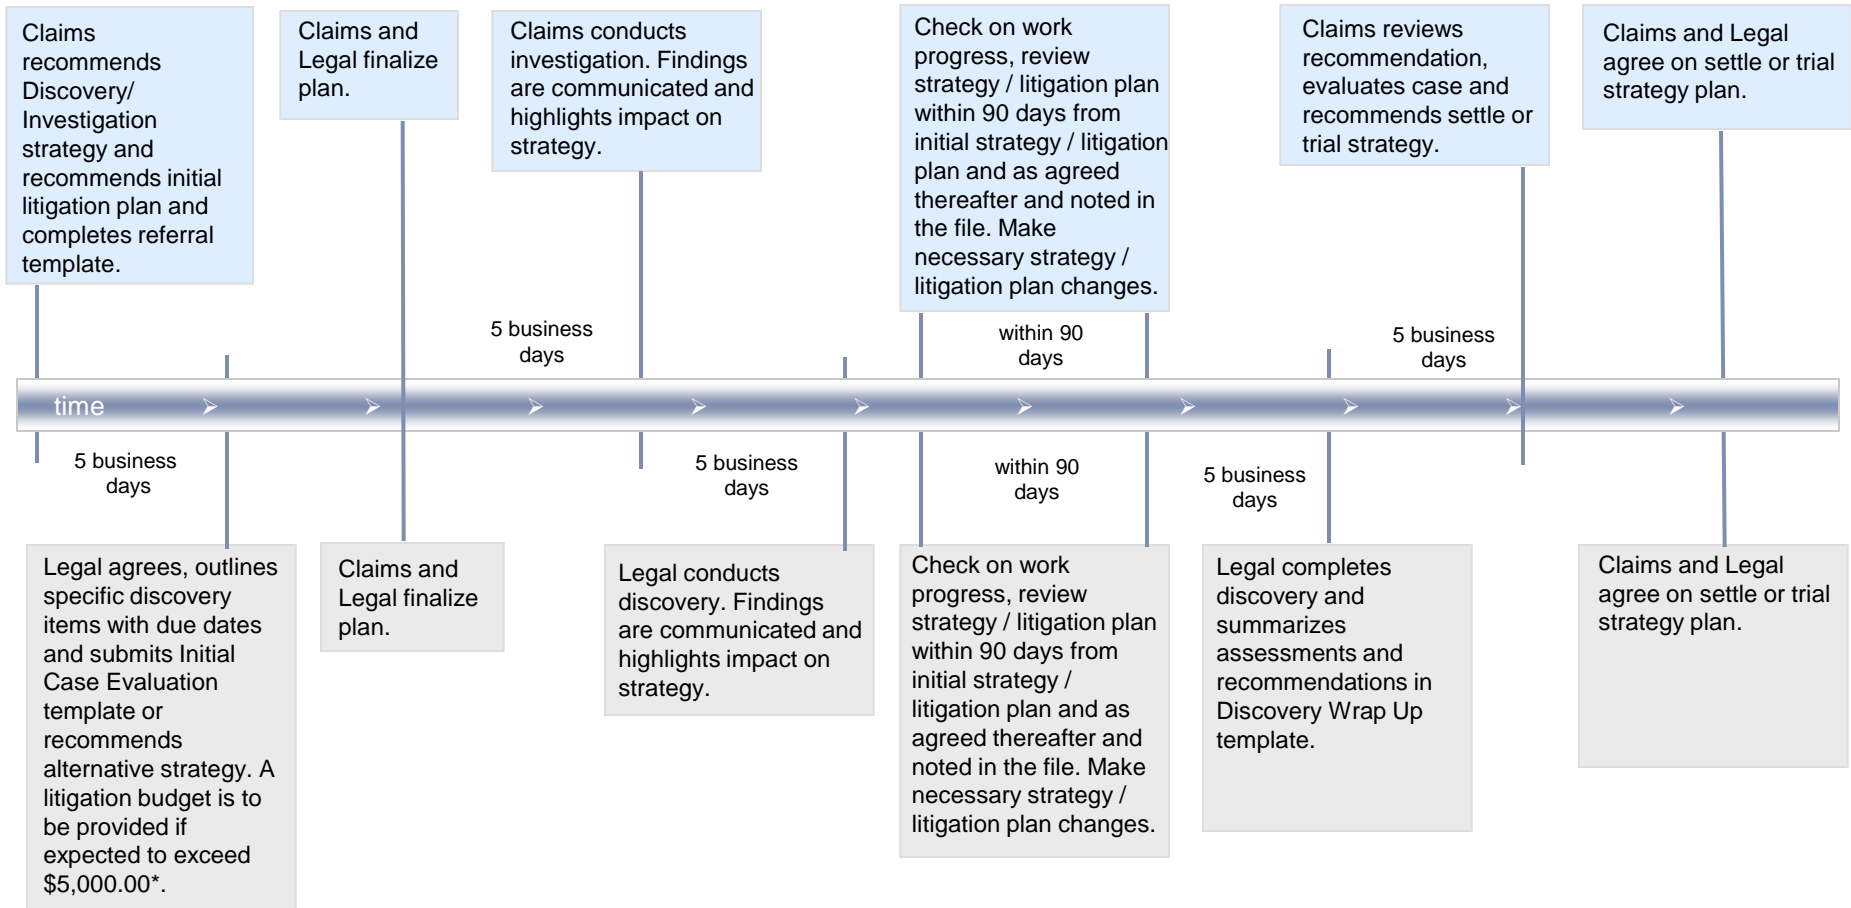 Claims
recommends
Discovery/
Investigation
strategy and
recommends initial
litigation plan and
completes referral
template.
Claims and
Legal finalize
plan.
Claims conducts
investigation. Findings
are communicated and
highlights impact on
strategy.
Check on work
progress, review
strategy / litigation plan
within 90 days from
initial strategy / litigation
plan and as agreed
thereafter and noted in
the file. Make
necessary strategy /
litigation plan changes.
Claims reviews
recommendation,
evaluates case and
recommends settle or
trial strategy.
Claims and Legal
agree on settle or trial
strategy plan.
5 business
days
within 90
days
5 business
days
time
5 business
days
5 business
days
within 90
days
5 business
days
Legal agrees, outlines
specific discovery
items with due dates
and submits Initial
Case Evaluation
template or
recommends
alternative strategy. A
litigation budget is to
be provided if
expected to exceed
$5,000.00*.
Claims and
Legal finalize
plan.
Legal conducts
discovery. Findings
are communicated and
highlights impact on
strategy.
Check on work
progress, review
strategy / litigation plan
within 90 days from
initial strategy /
litigation plan and as
agreed thereafter and
noted in the file. Make
necessary strategy /
litigation plan changes.
Legal completes
discovery and
summarizes
assessments and
recommendations in
Discovery Wrap Up
template.
Claims and Legal
agree on settle or trial
strategy plan.